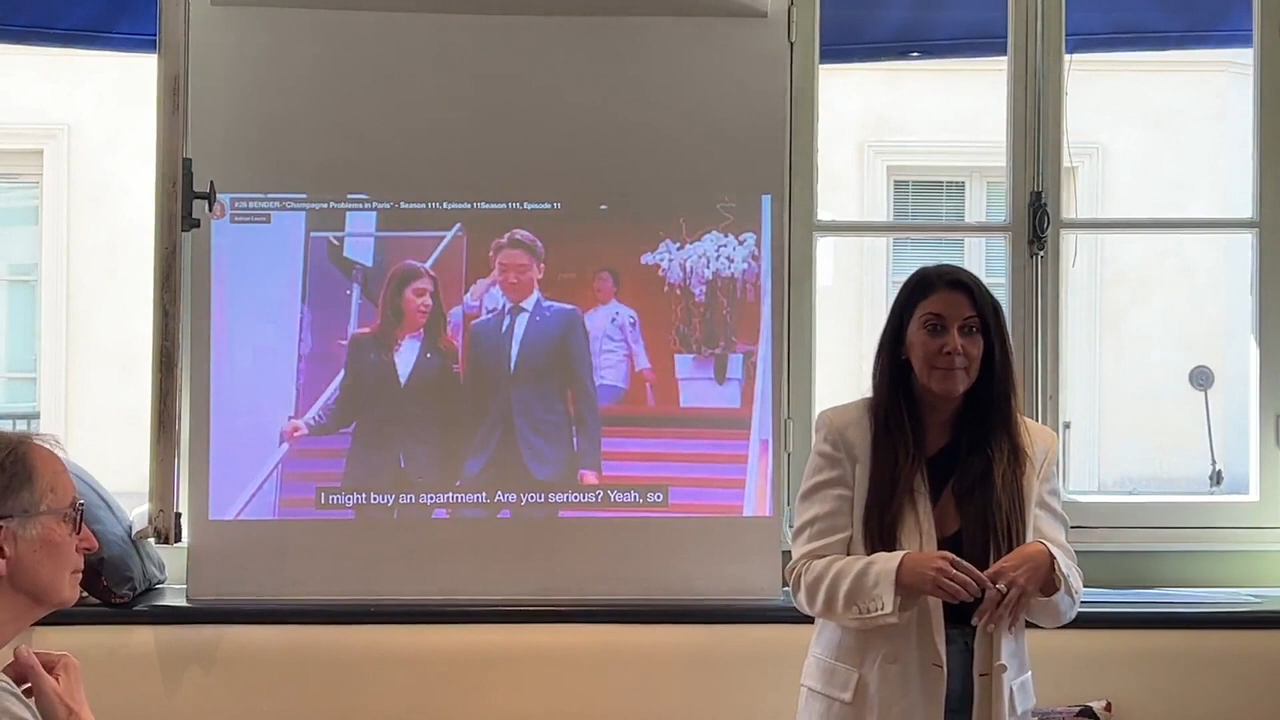 #28 BENDER-"Champagne Problems in Paris" - Season 111, Episode 11Season 111, Episode 11
I might buy an apartment. Are you serious? Yeah, so